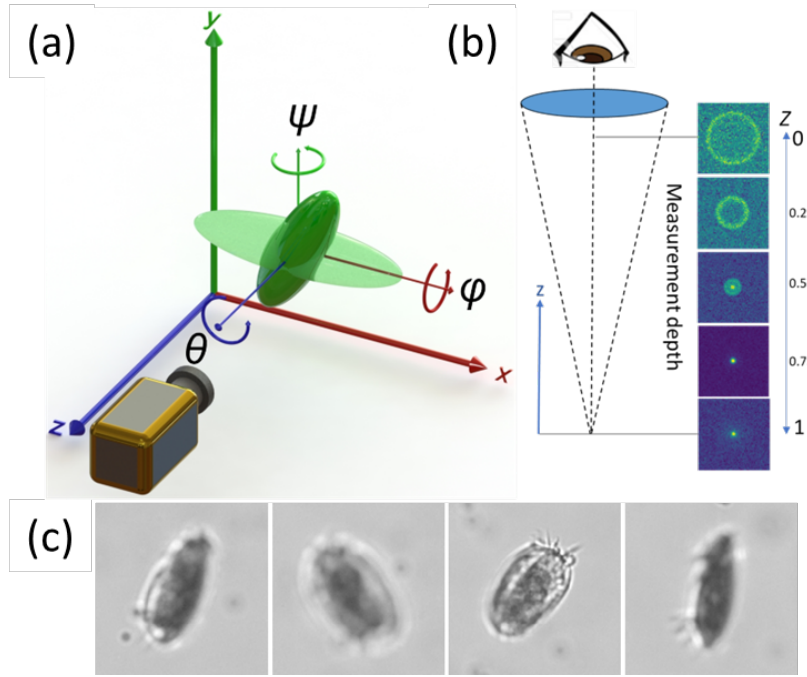 (a)
y
ψ
φ
θ
x
z
(b)
z
Measurement depth
Z
0
0.2
0.5
0.7
1
(c)